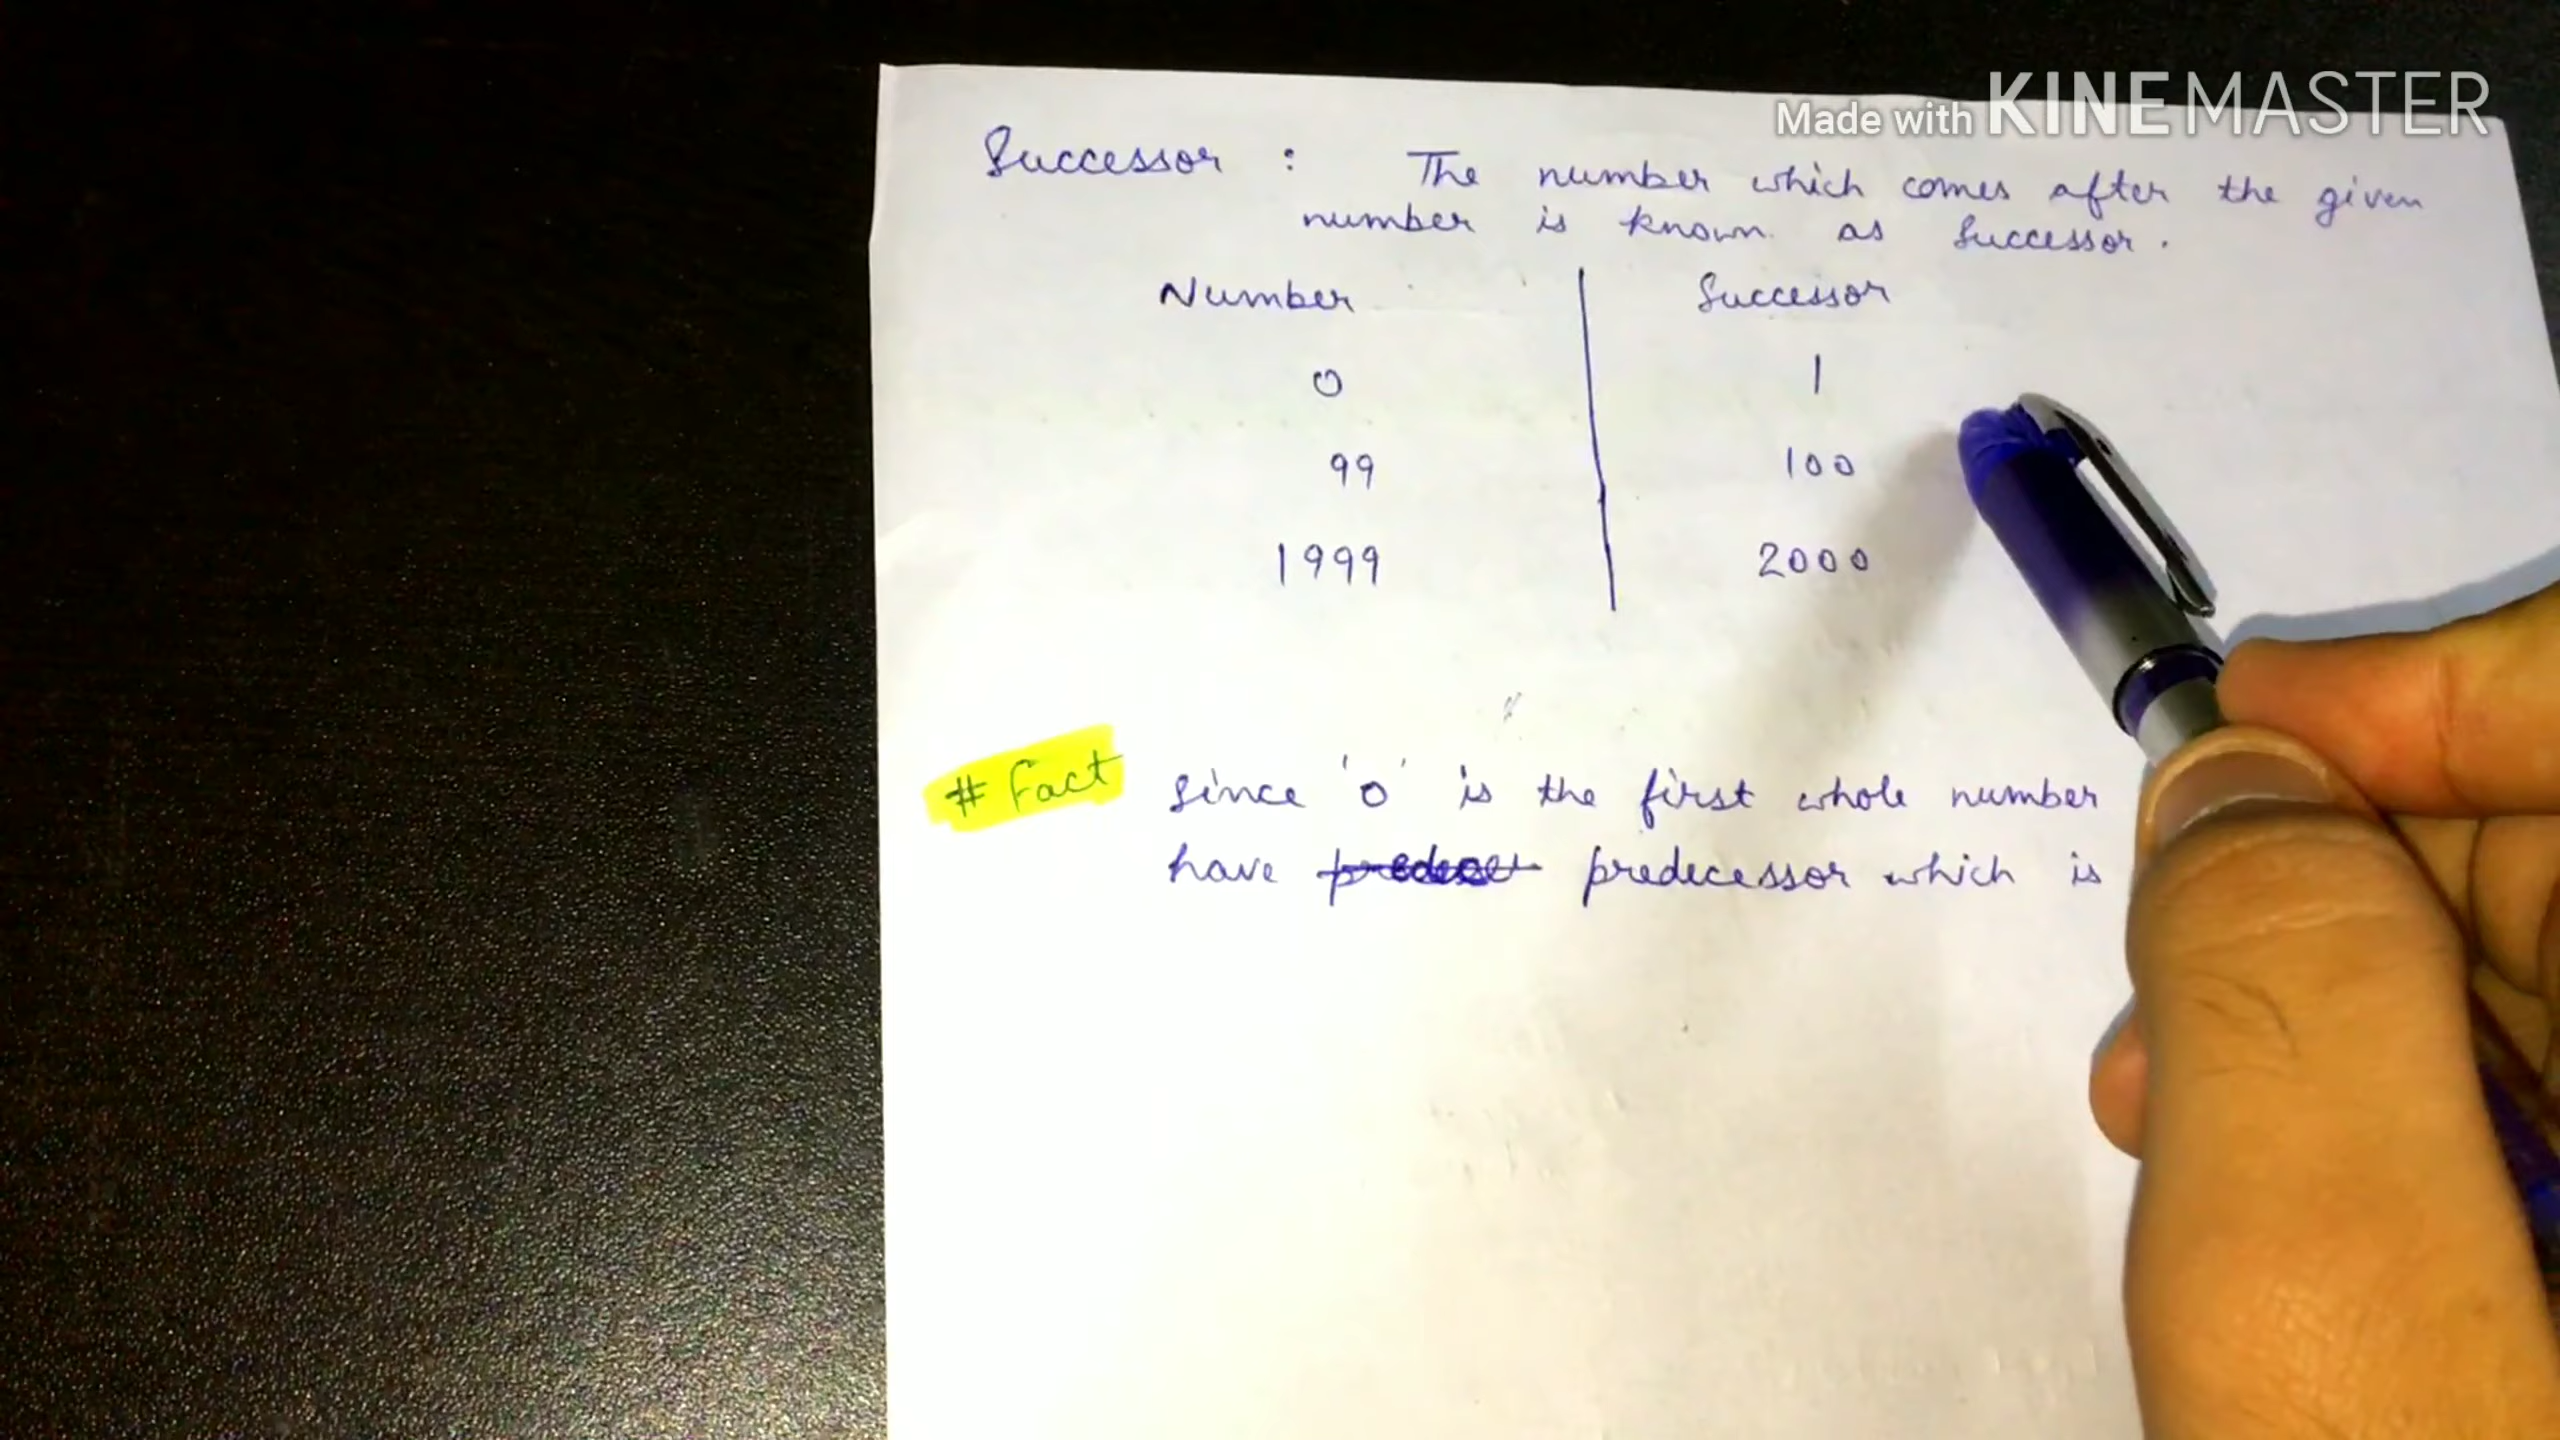 Made with KINEMASTER
Successor : The number which comes after the given
number is known as Successor.
Number Successor
0 1
99 100
1999 2000
# Fact Since '0' is the first whole number
have predecessor which is